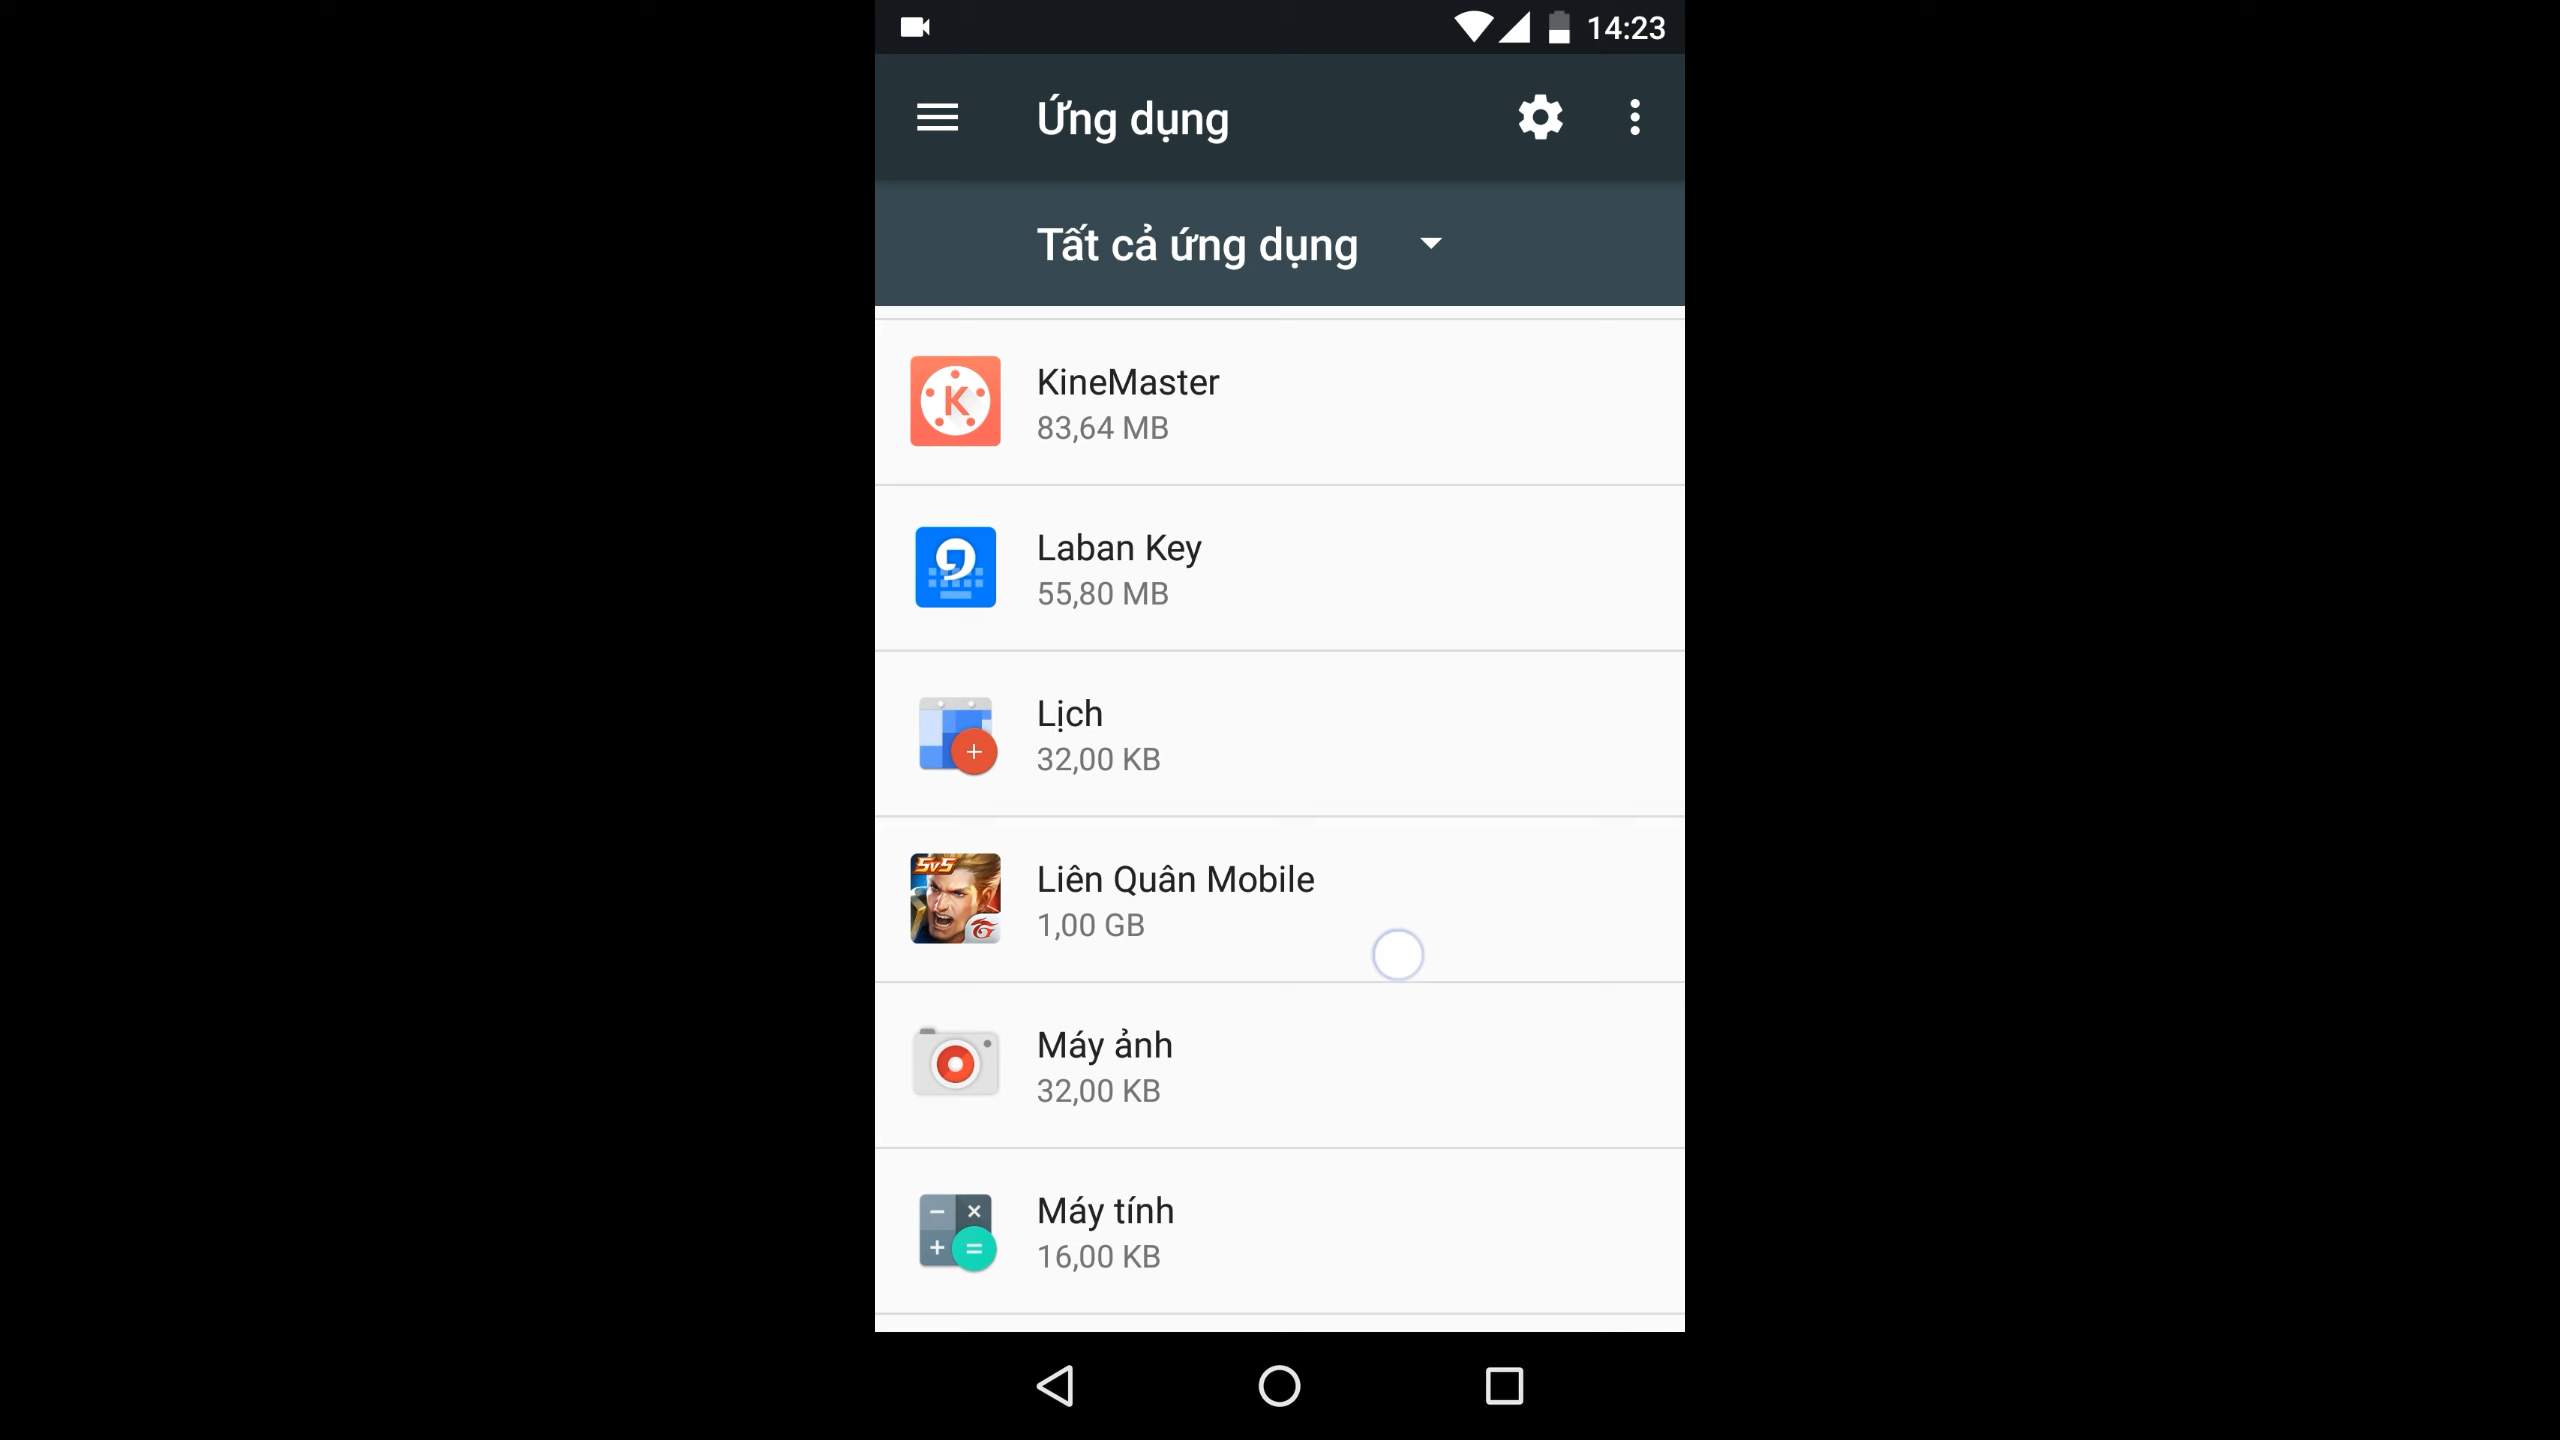 14:23
Ứng dụng
Tất cả ứng dụng
KineMaster
83,64 MB
Laban Key
55,80 MB
Lịch
32,00 KB
5v5
Liên Quân Mobile
1,00 GB
Máy ảnh
32,00 KB
Máy tính
16,00 KB